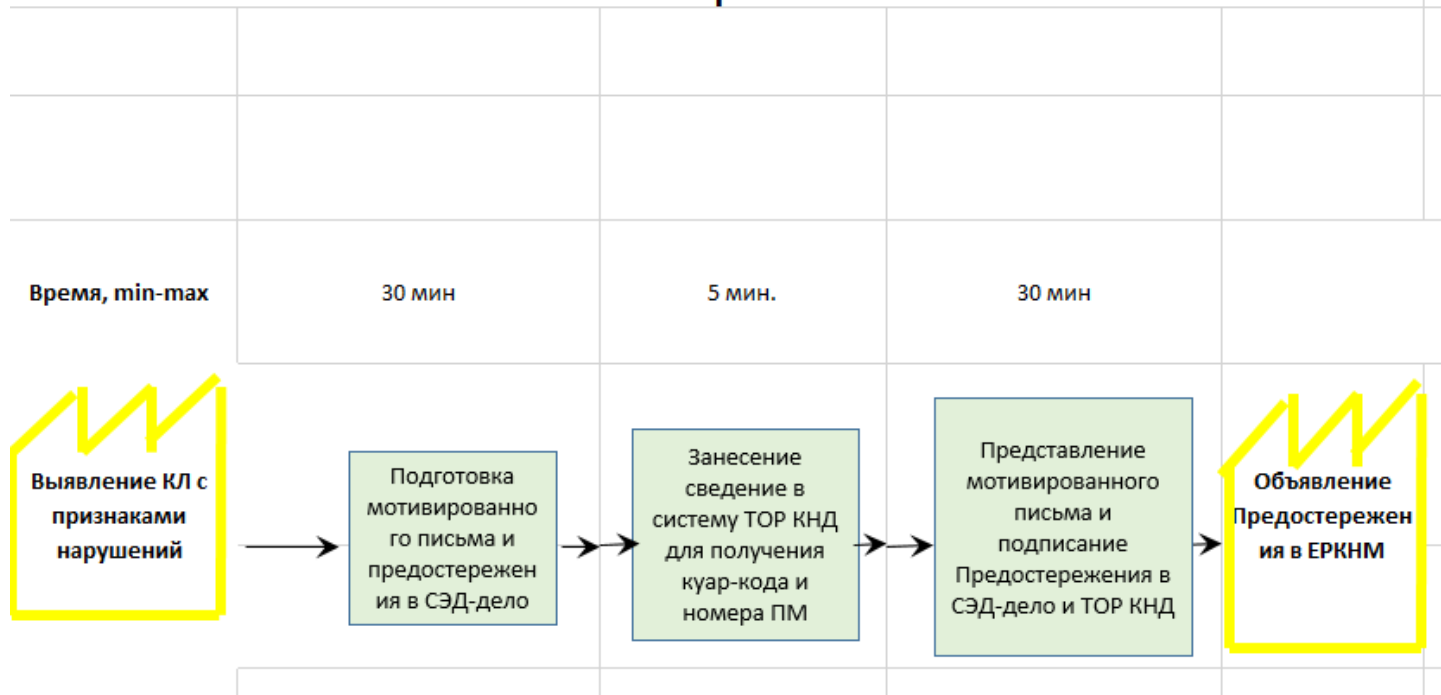 Время, min-max
30 мин
5 мин.
30 мин
Выявление КЛ с
признаками
нарушений
Подготовка
мотивированно
го письма и
предостережен
ия в СЭД-дело
Занесение
сведение в
систему ТОР КНД
для получения
куар-кода и
номера ПМ
Представление
мотивированного
письма и
подписание
Предостережения в
СЭД-дело и ТОР КНД
Объявление
Предостережен
ия в ЕРКНМ